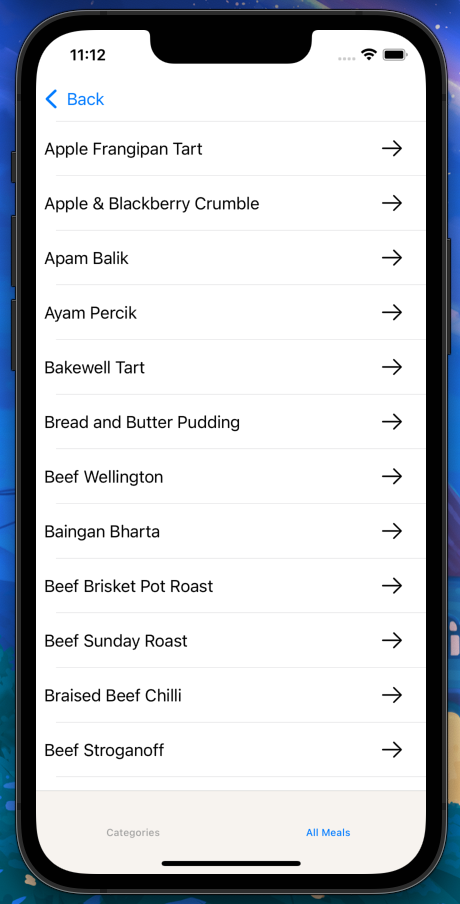 11:12
Back
Apple Frangipan Tart
Apple & Blackberry Crumble
Apam Balik
Ayam Percik
Bakewell Tart
Bread and Butter Pudding
Beef Wellington
Baingan Bharta
Beef Brisket Pot Roast
Beef Sunday Roast
Braised Beef Chilli
Beef Stroganoff
Categories
All Meals